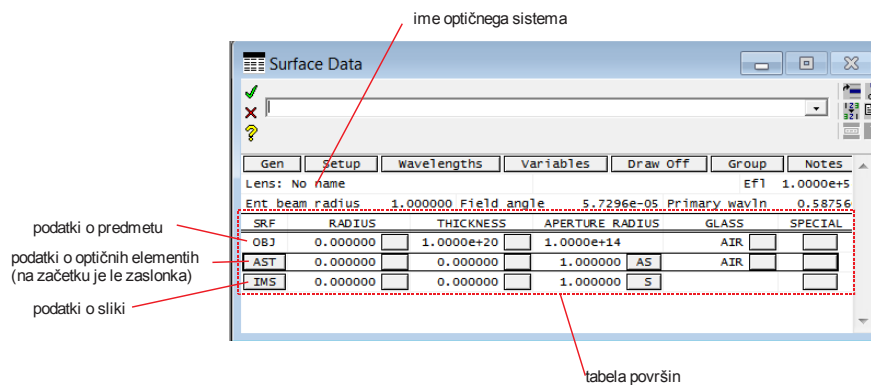 ime optičnega sistema
Surface Data
Gen Setup Wavelengths Variables Draw Off Group Notes
Lens: No name Efl 1.0000e+5
Ent beam radius 1.000000 Field angle 5.7296e-05 Primary wavln 0.58756
SRF RADIUS THICKNESS APERTURE RADIUS GLASS SPECIAL
podatki o predmetu
OBJ 0.000000 1.0000e+20 1.0000e+14 AIR
podatki o optičnih elementih
(na začetku je le zaslonka)
AST 0.000000 0.000000 1.000000 AS AIR
IMS 0.000000 0.000000 1.000000 S
podatki o sliki
tabela površin